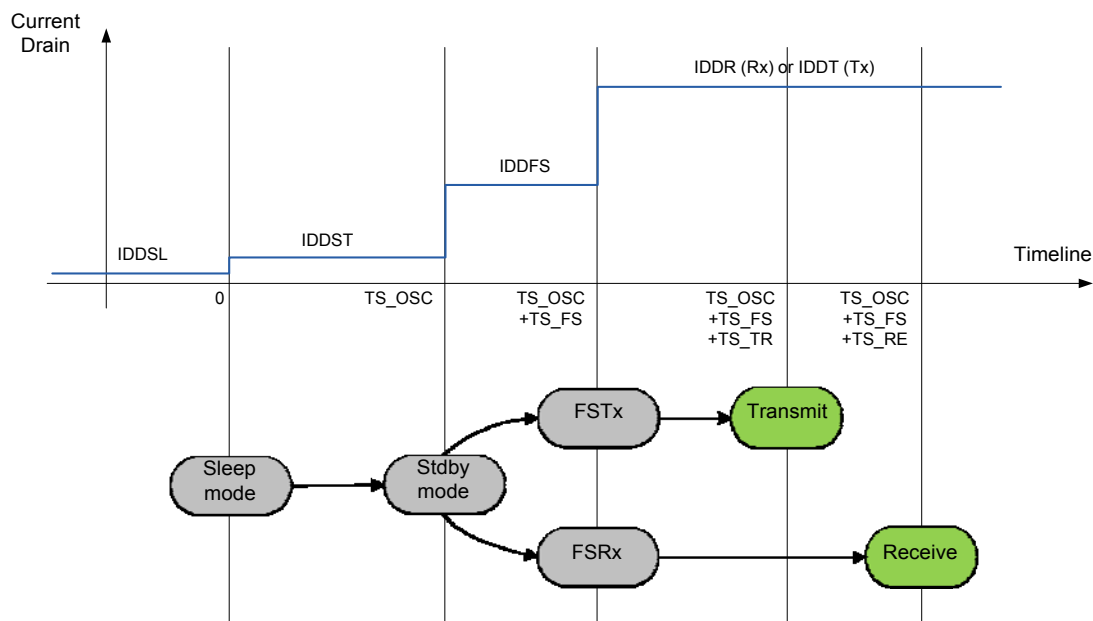 Current
Drain
IDDR (Rx) or IDDT (Tx)
IDDFS
IDDST
IDDSL
Timeline
0
TS_OSC
TS_OSC
+TS_FS
TS_OSC
+TS_FS
+TS_TR
TS_OSC
+TS_FS
+TS_RE
FSTx
Transmit
Sleep
mode
Stdby
mode
FSRx
Receive